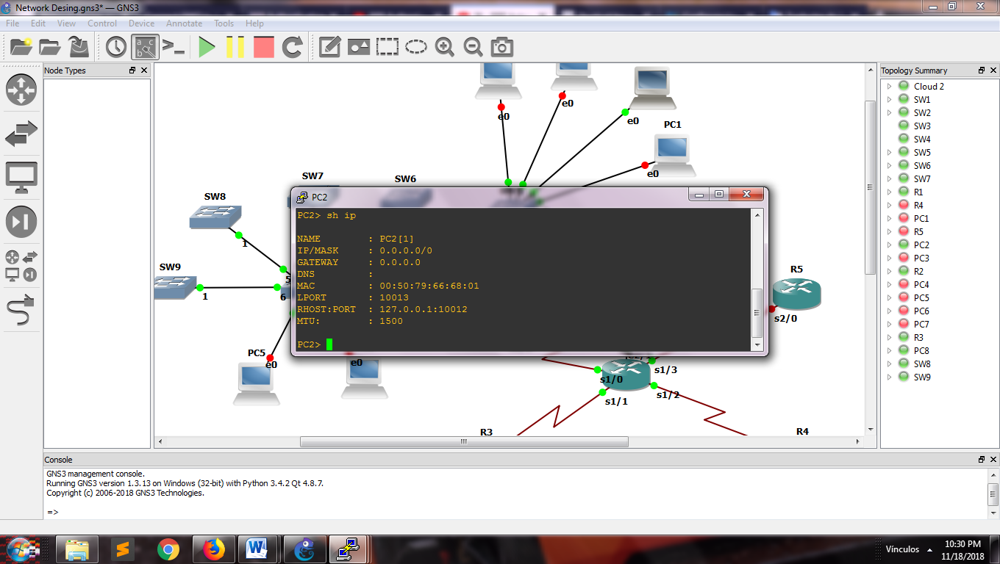 Network Desing.gns3* — GNS3
File Edit View Control Device Annotate Tools Help
Node Types
Topology Summary
Cloud 2
SW1
SW2
SW3
SW4
SW5
SW6
SW7
R1
R4
PC1
R5
PC2
PC3
R2
PC4
PC5
PC6
PC7
R3
PC8
SW8
SW9
e0
e0
e0
PC1
e0
SW7
SW6
SW8
1
SW9
1
5
6
PC5
e0
e0
R5
s2/0
s1/0
s1/3
s1/1
s1/2
R3
R4
PC2
PC2> sh ip
NAME : PC2[1]
IP/MASK : 0.0.0.0/0
GATEWAY : 0.0.0.0
DNS :
MAC : 00:50:79:66:68:01
LPORT : 10013
RHOST:PORT : 127.0.0.1:10012
MTU: : 1500
PC2>
Console
GNS3 management console.
Running GNS3 version 1.3.13 on Windows (32-bit) with Python 3.4.2 Qt 4.8.7.
Copyright (c) 2006-2018 GNS3 Technologies.
=>
Vínculos
10:30 PM
11/18/2018